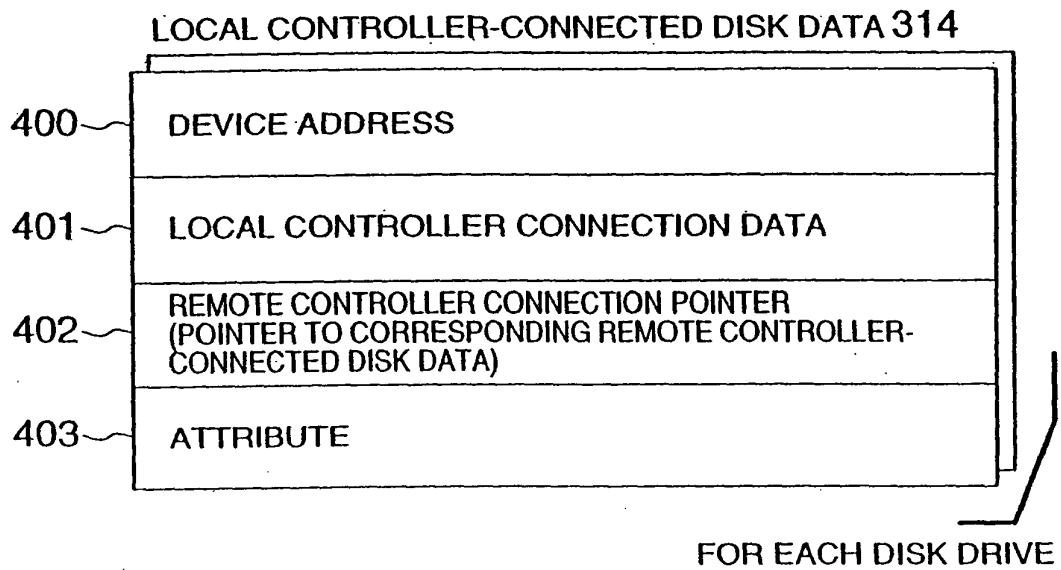 LOCAL CONTROLLER-CONNECTED DISK DATA 314
400 DEVICE ADDRESS
401 LOCAL CONTROLLER CONNECTION DATA
402 REMOTE CONTROLLER CONNECTION POINTER
(POINTER TO CORRESPONDING REMOTE CONTROLLER-
CONNECTED DISK DATA)
403 ATTRIBUTE
FOR EACH DISK DRIVE